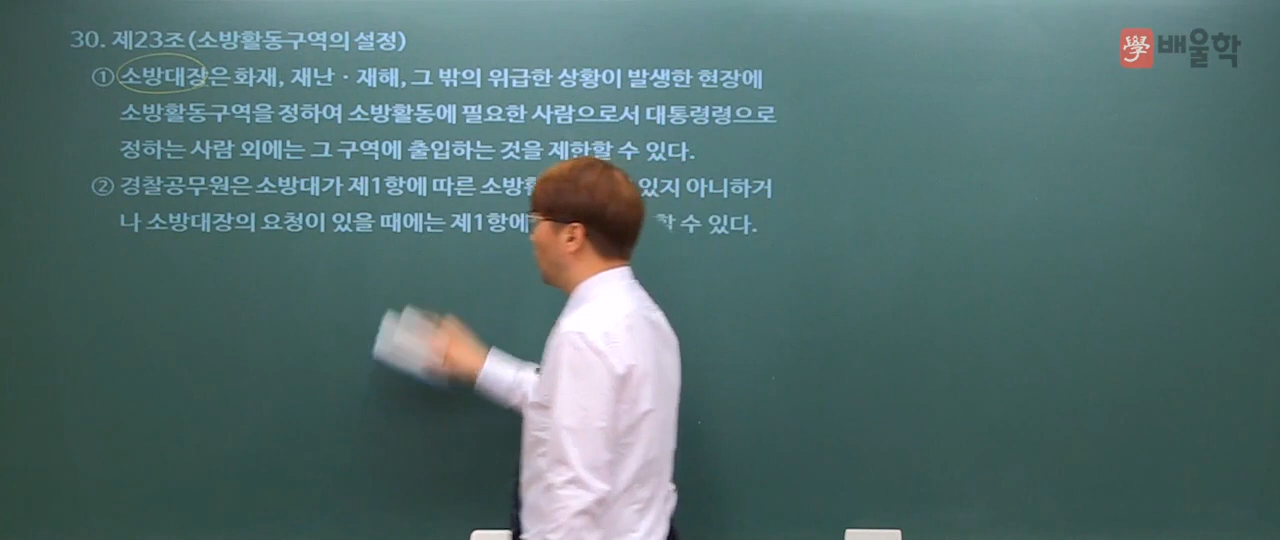 30. 제23조(소방활동구역의 설정)
① 소방대장은 화재, 재난 · 재해, 그 밖의 위급한 상황이 발생한 현장에
소방활동구역을 정하여 소방활동에 필요한 사람으로서 대통령령으로
정하는 사람 외에는 그 구역에 출입하는 것을 제한할 수 있다.
② 경찰공무원은 소방대가 제1항에 따른 소방 있지 아니하거
나 소방대장의 요청이 있을 때에는 제1항에 할 수 있다.
學 배울학